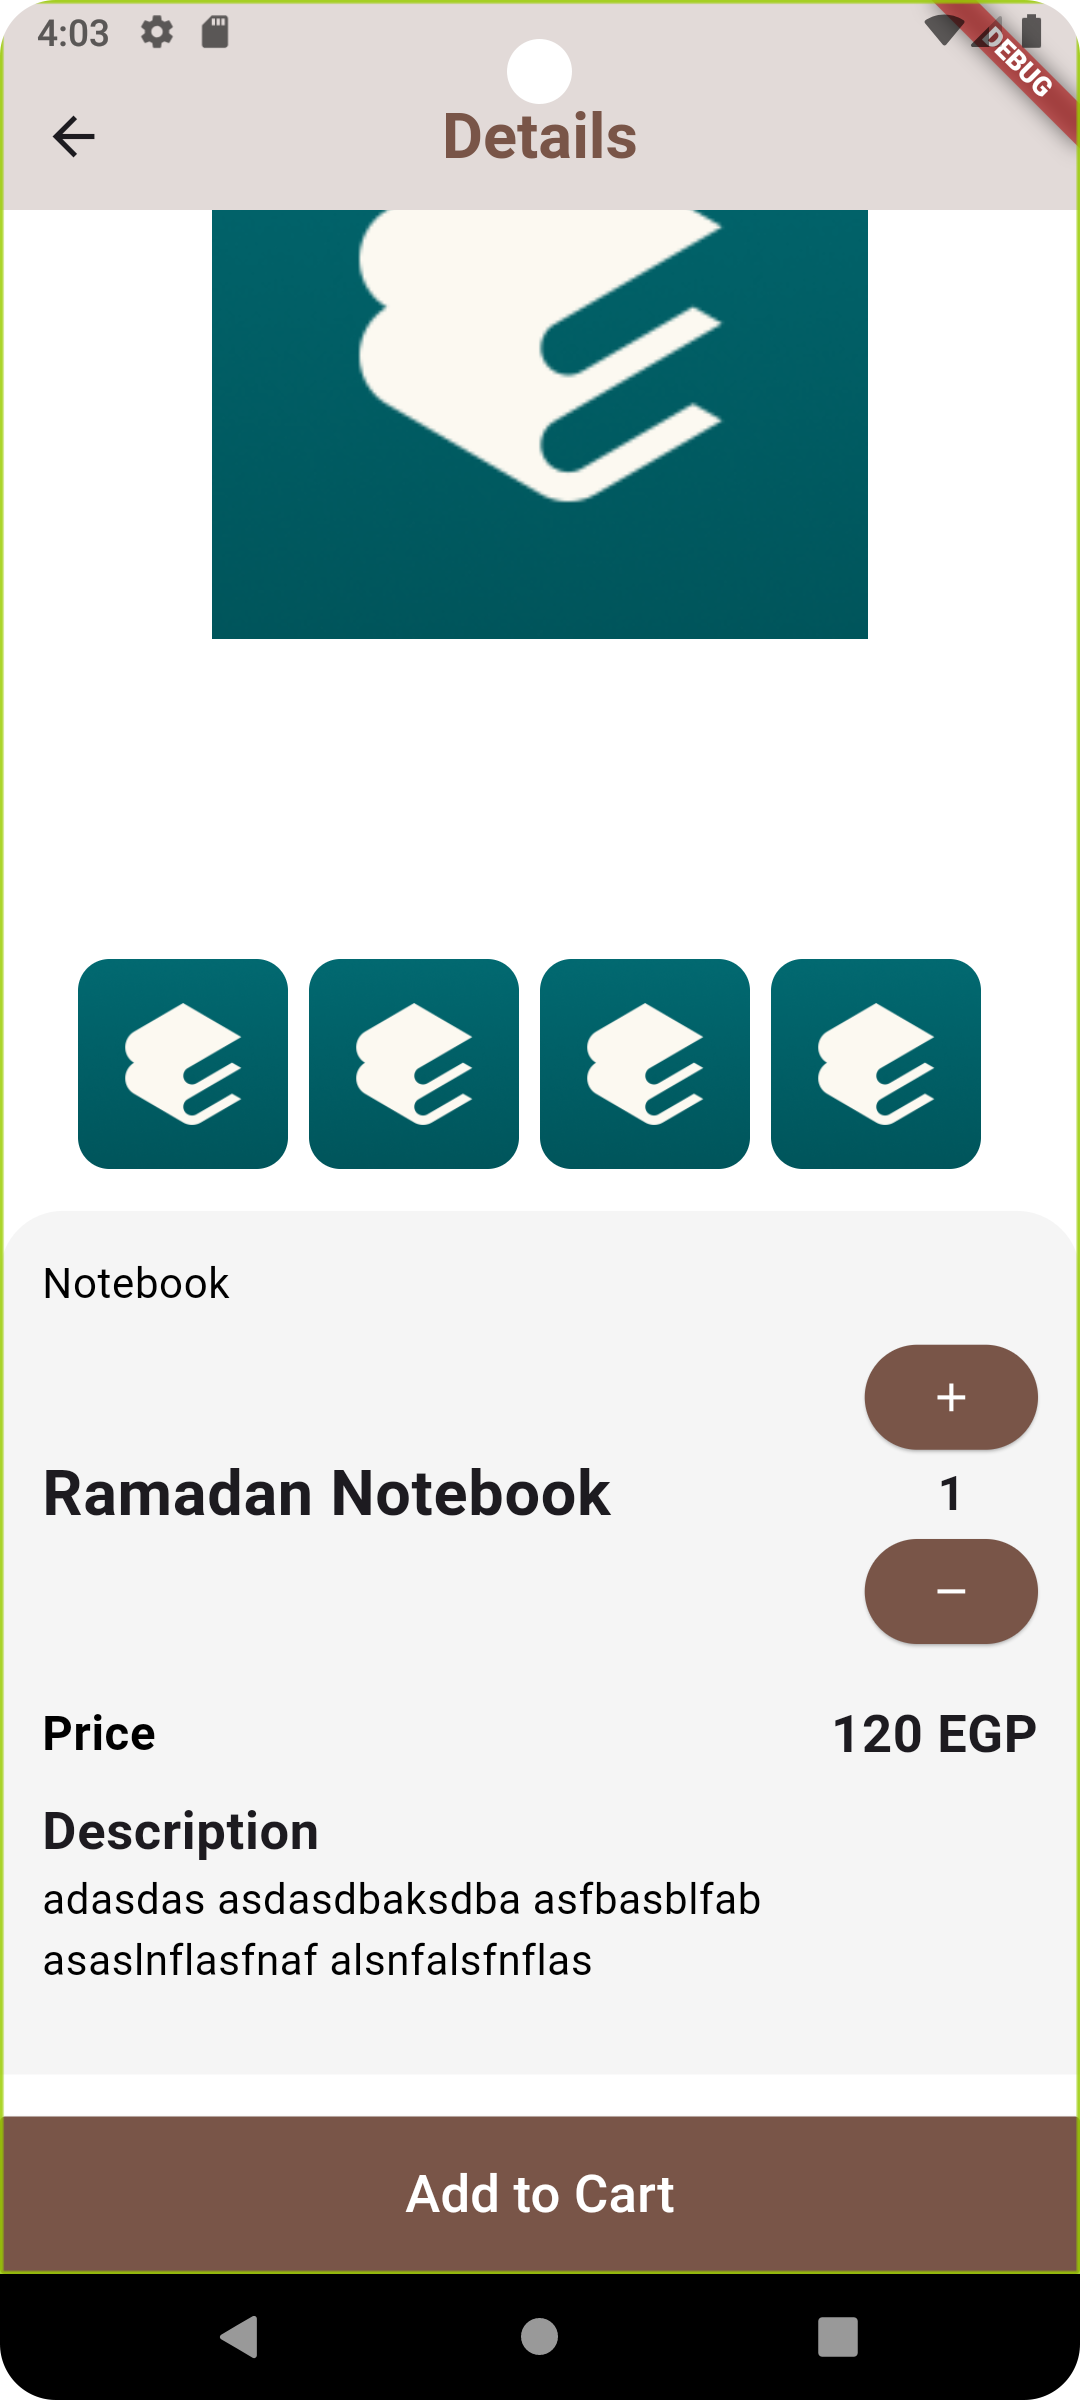 4:03
DEBUG
Details
Notebook
+
Ramadan Notebook
1
−
Price
120 EGP
Description
adasdas asdasdbaksdba asfbasblfab
asaslnflasfnaf alsnfalsfnflas
Add to Cart